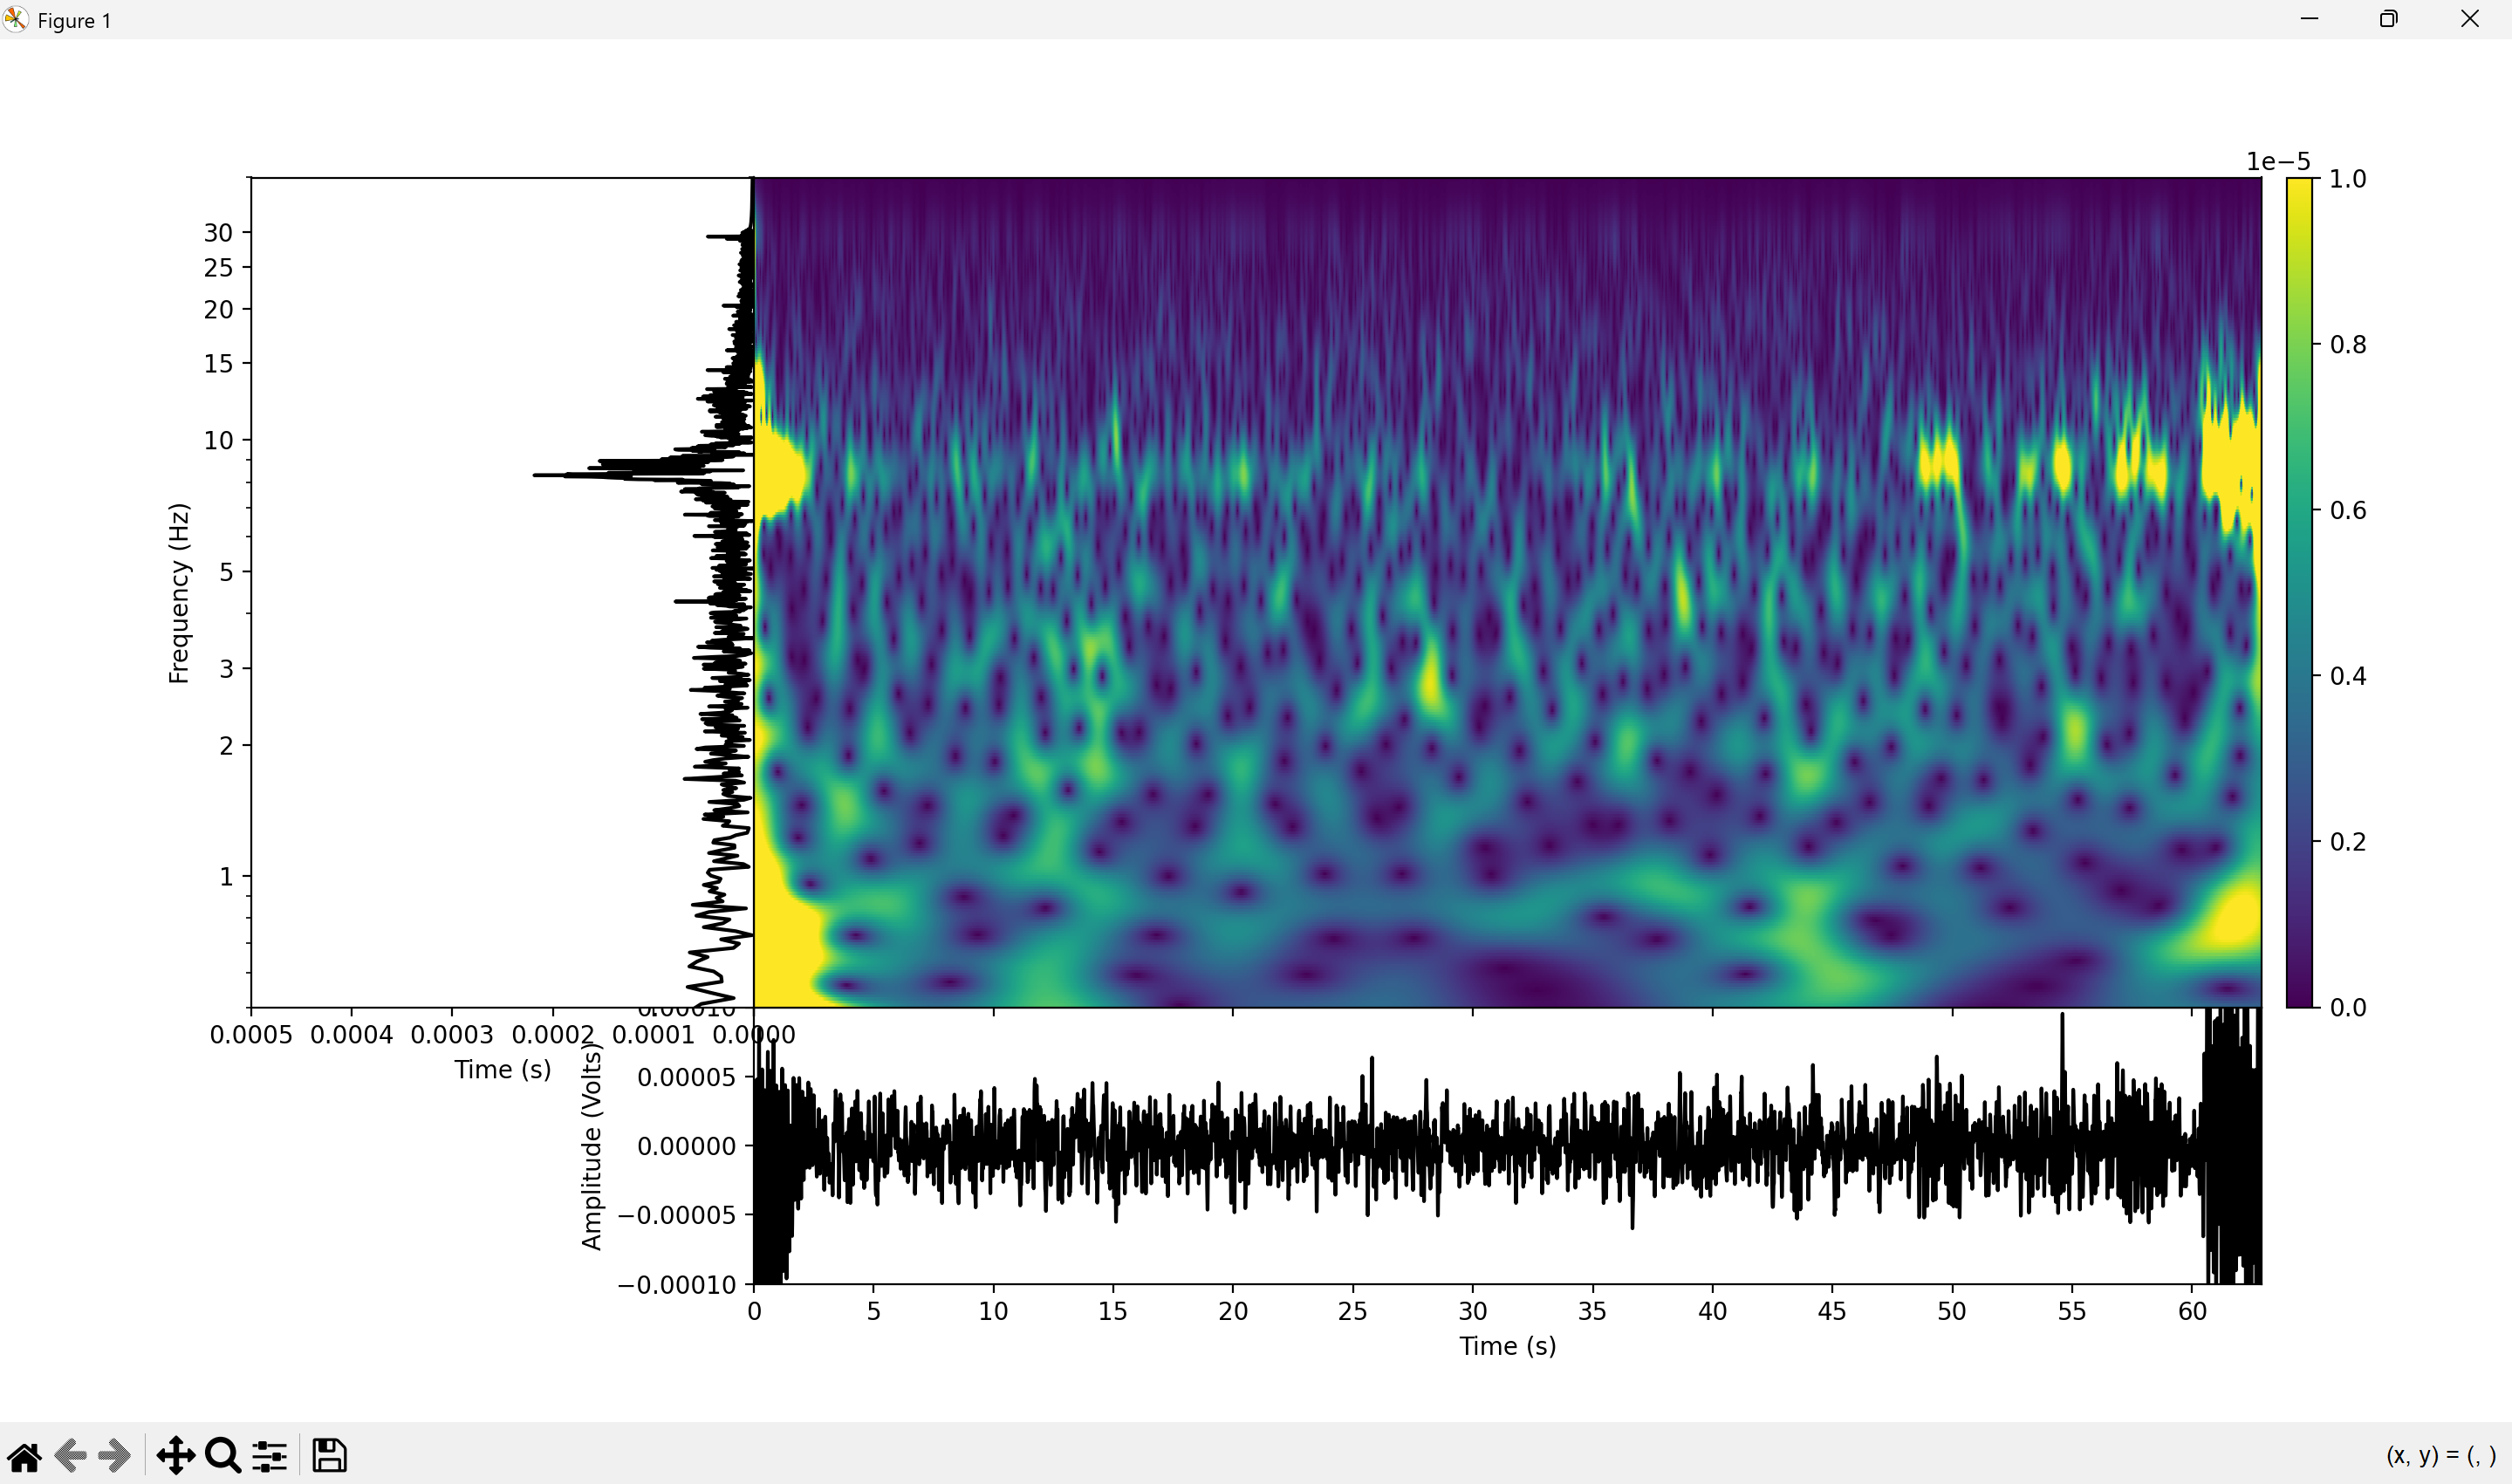 Figure 1
1e−5
30
25
20
15
10
5
3
2
1
Frequency (Hz)
1.0
0.8
0.6
0.4
0.2
0.0
0.0005 0.0004 0.0003 0.0002 0.0001 0.0000
Time (s)
0.00010
0.00005
0.00000
−0.00005
−0.00010
Amplitude (Volts)
0 5 10 15 20 25 30 35 40 45 50 55 60
Time (s)
(x, y) = (, )